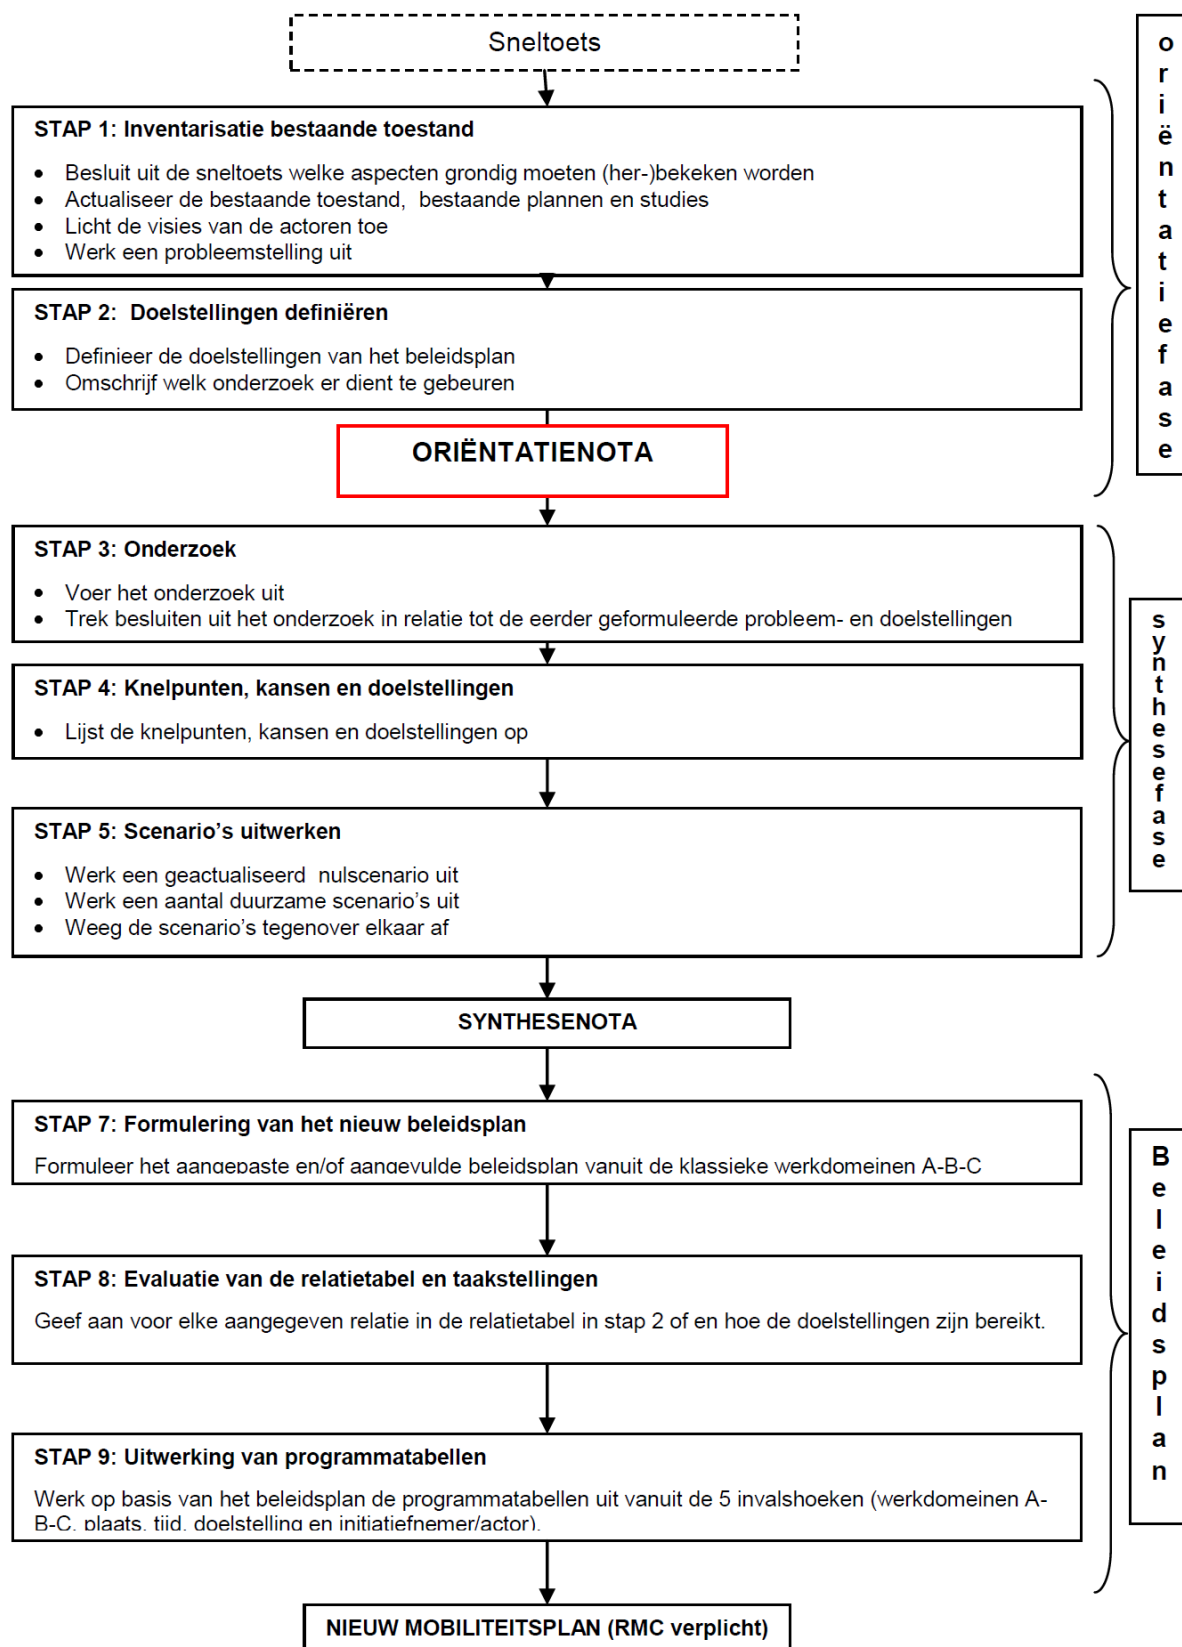 Sneltoets
STAP 1: Inventarisatie bestaande toestand
• Besluit uit de sneltoets welke aspecten grondig moeten (her-)bekeken worden
• Actualiseer de bestaande toestand, bestaande plannen en studies
• Licht de visies van de actoren toe
• Werk een probleemstelling uit
STAP 2: Doelstellingen definiëren
• Definieer de doelstellingen van het beleidsplan
• Omschrijf welk onderzoek er dient te gebeuren
ORIËNTATIENOTA
oriëntatiefase
STAP 3: Onderzoek
• Voer het onderzoek uit
• Trek besluiten uit het onderzoek in relatie tot de eerder geformuleerde probleem- en doelstellingen
STAP 4: Knelpunten, kansen en doelstellingen
• Lijst de knelpunten, kansen en doelstellingen op
STAP 5: Scenario's uitwerken
• Werk een geactualiseerd nulscenario uit
• Werk een aantal duurzame scenario's uit
• Weeg de scenario's tegenover elkaar af
synthesefase
SYNTHESENOTA
STAP 7: Formulering van het nieuw beleidsplan
Formuleer het aangepaste en/of aangevulde beleidsplan vanuit de klassieke werkdomeinen A-B-C
STAP 8: Evaluatie van de relatietabel en taakstellingen
Geef aan voor elke aangegeven relatie in de relatietabel in stap 2 of en hoe de doelstellingen zijn bereikt.
STAP 9: Uitwerking van programmatabellen
Werk op basis van het beleidsplan de programmatabellen uit vanuit de 5 invalshoeken (werkdomeinen A-
B-C, plaats, tijd, doelstelling en initiatiefnemer/actor).
Beleidsplan
NIEUW MOBILITEITSPLAN (RMC verplicht)